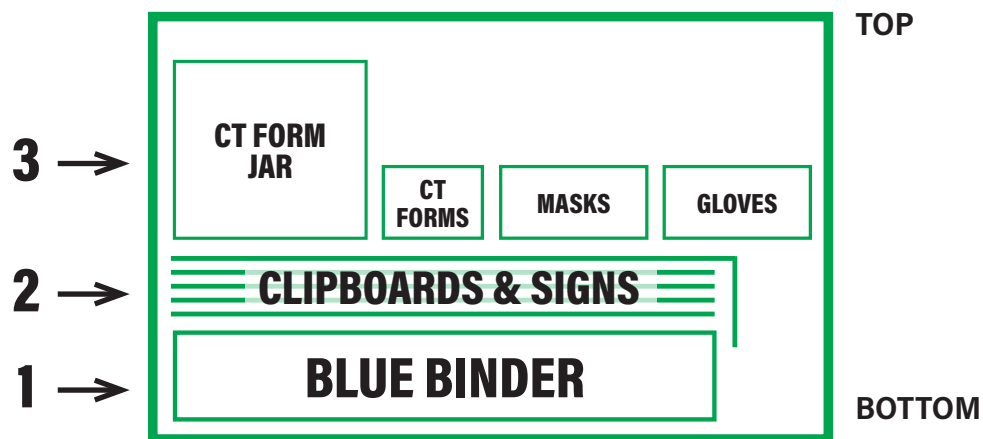 TOP
3
CT FORM
JAR
CT
FORMS
MASKS
GLOVES
2
CLIPBOARDS & SIGNS
1
BLUE BINDER
BOTTOM